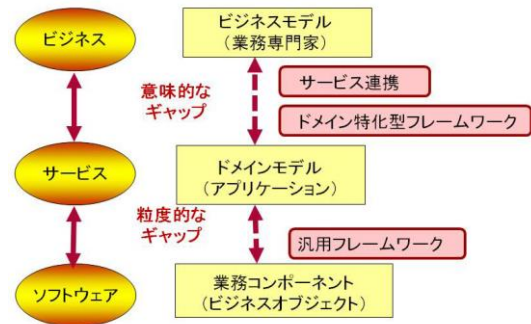 ビジネス
ビジネスモデル
(業務専門家)
意味的な
ギャップ
サービス連携
ドメイン特化型フレームワーク
サービス
ドメインモデル
(アプリケーション)
粒度的な
ギャップ
汎用フレームワーク
ソフトウェア
業務コンポーネント
(ビジネスオブジェクト)